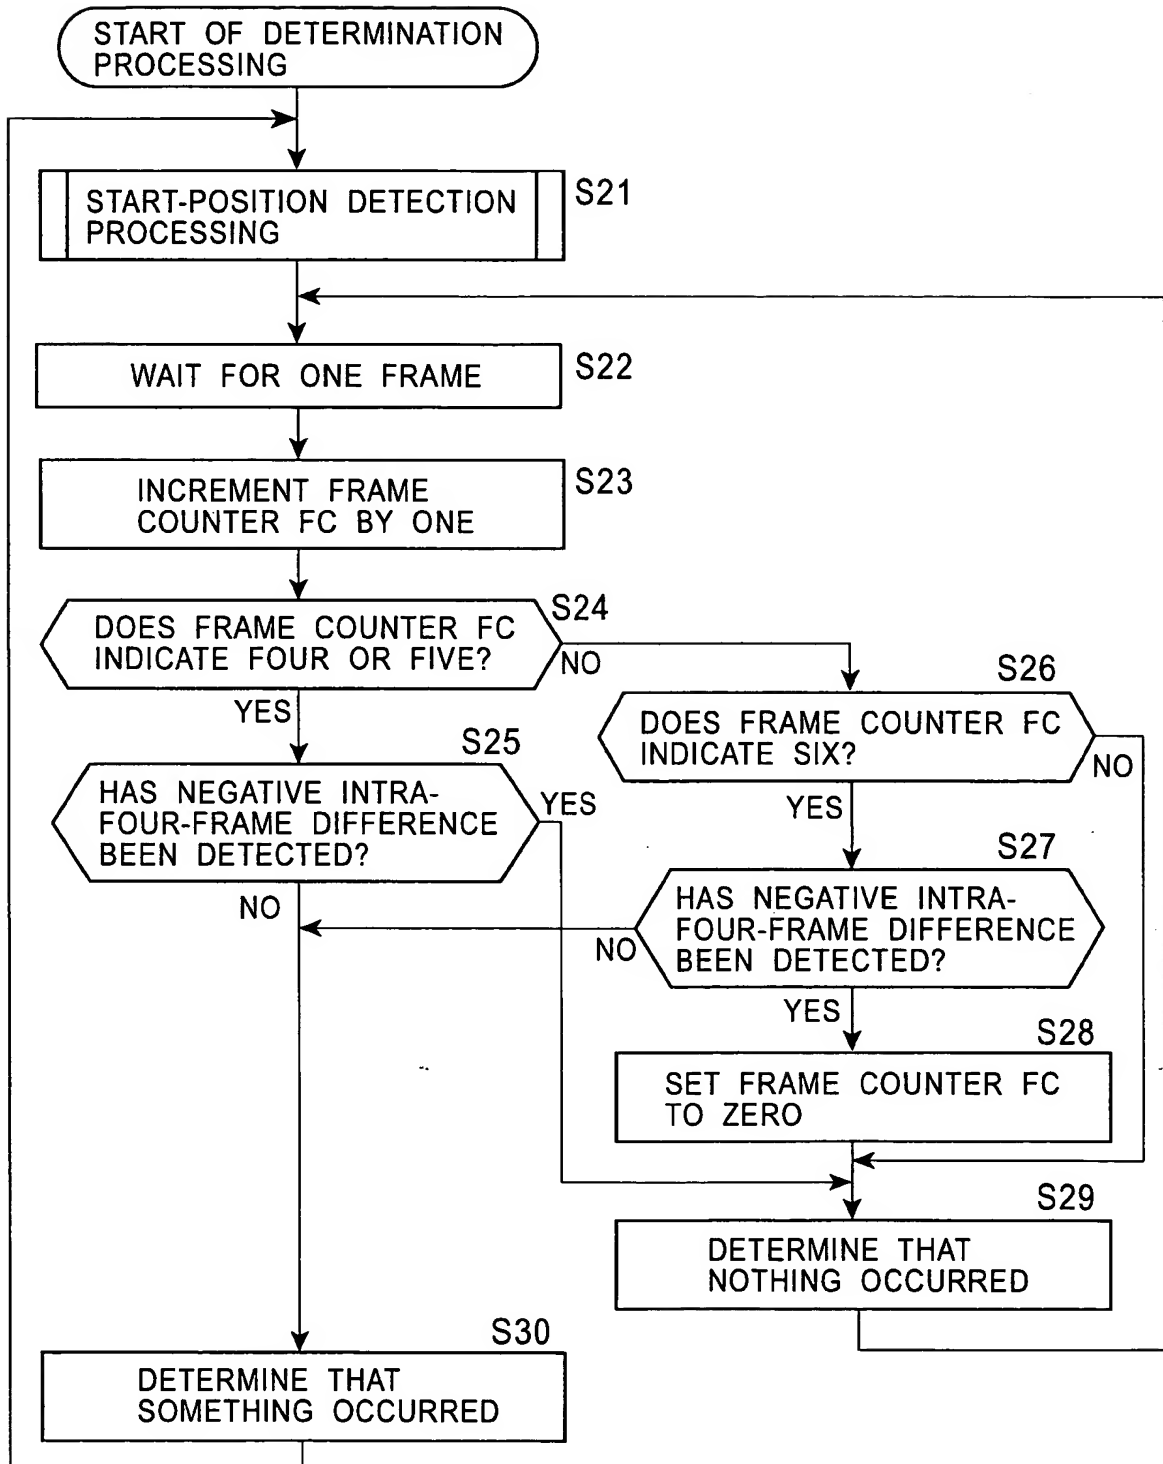 START OF DETERMINATION
PROCESSING
START-POSITION DETECTION
PROCESSING
S21
WAIT FOR ONE FRAME
S22
INCREMENT FRAME
COUNTER FC BY ONE
S23
DOES FRAME COUNTER FC
INDICATE FOUR OR FIVE?
S24
NO
YES
S26
DOES FRAME COUNTER FC
INDICATE SIX?
NO
YES
S25
HAS NEGATIVE INTRA-
FOUR-FRAME DIFFERENCE
BEEN DETECTED?
YES
NO
S27
HAS NEGATIVE INTRA-
FOUR-FRAME DIFFERENCE
BEEN DETECTED?
NO
YES
S28
SET FRAME COUNTER FC
TO ZERO
S29
DETERMINE THAT
NOTHING OCCURRED
S30
DETERMINE THAT
SOMETHING OCCURRED